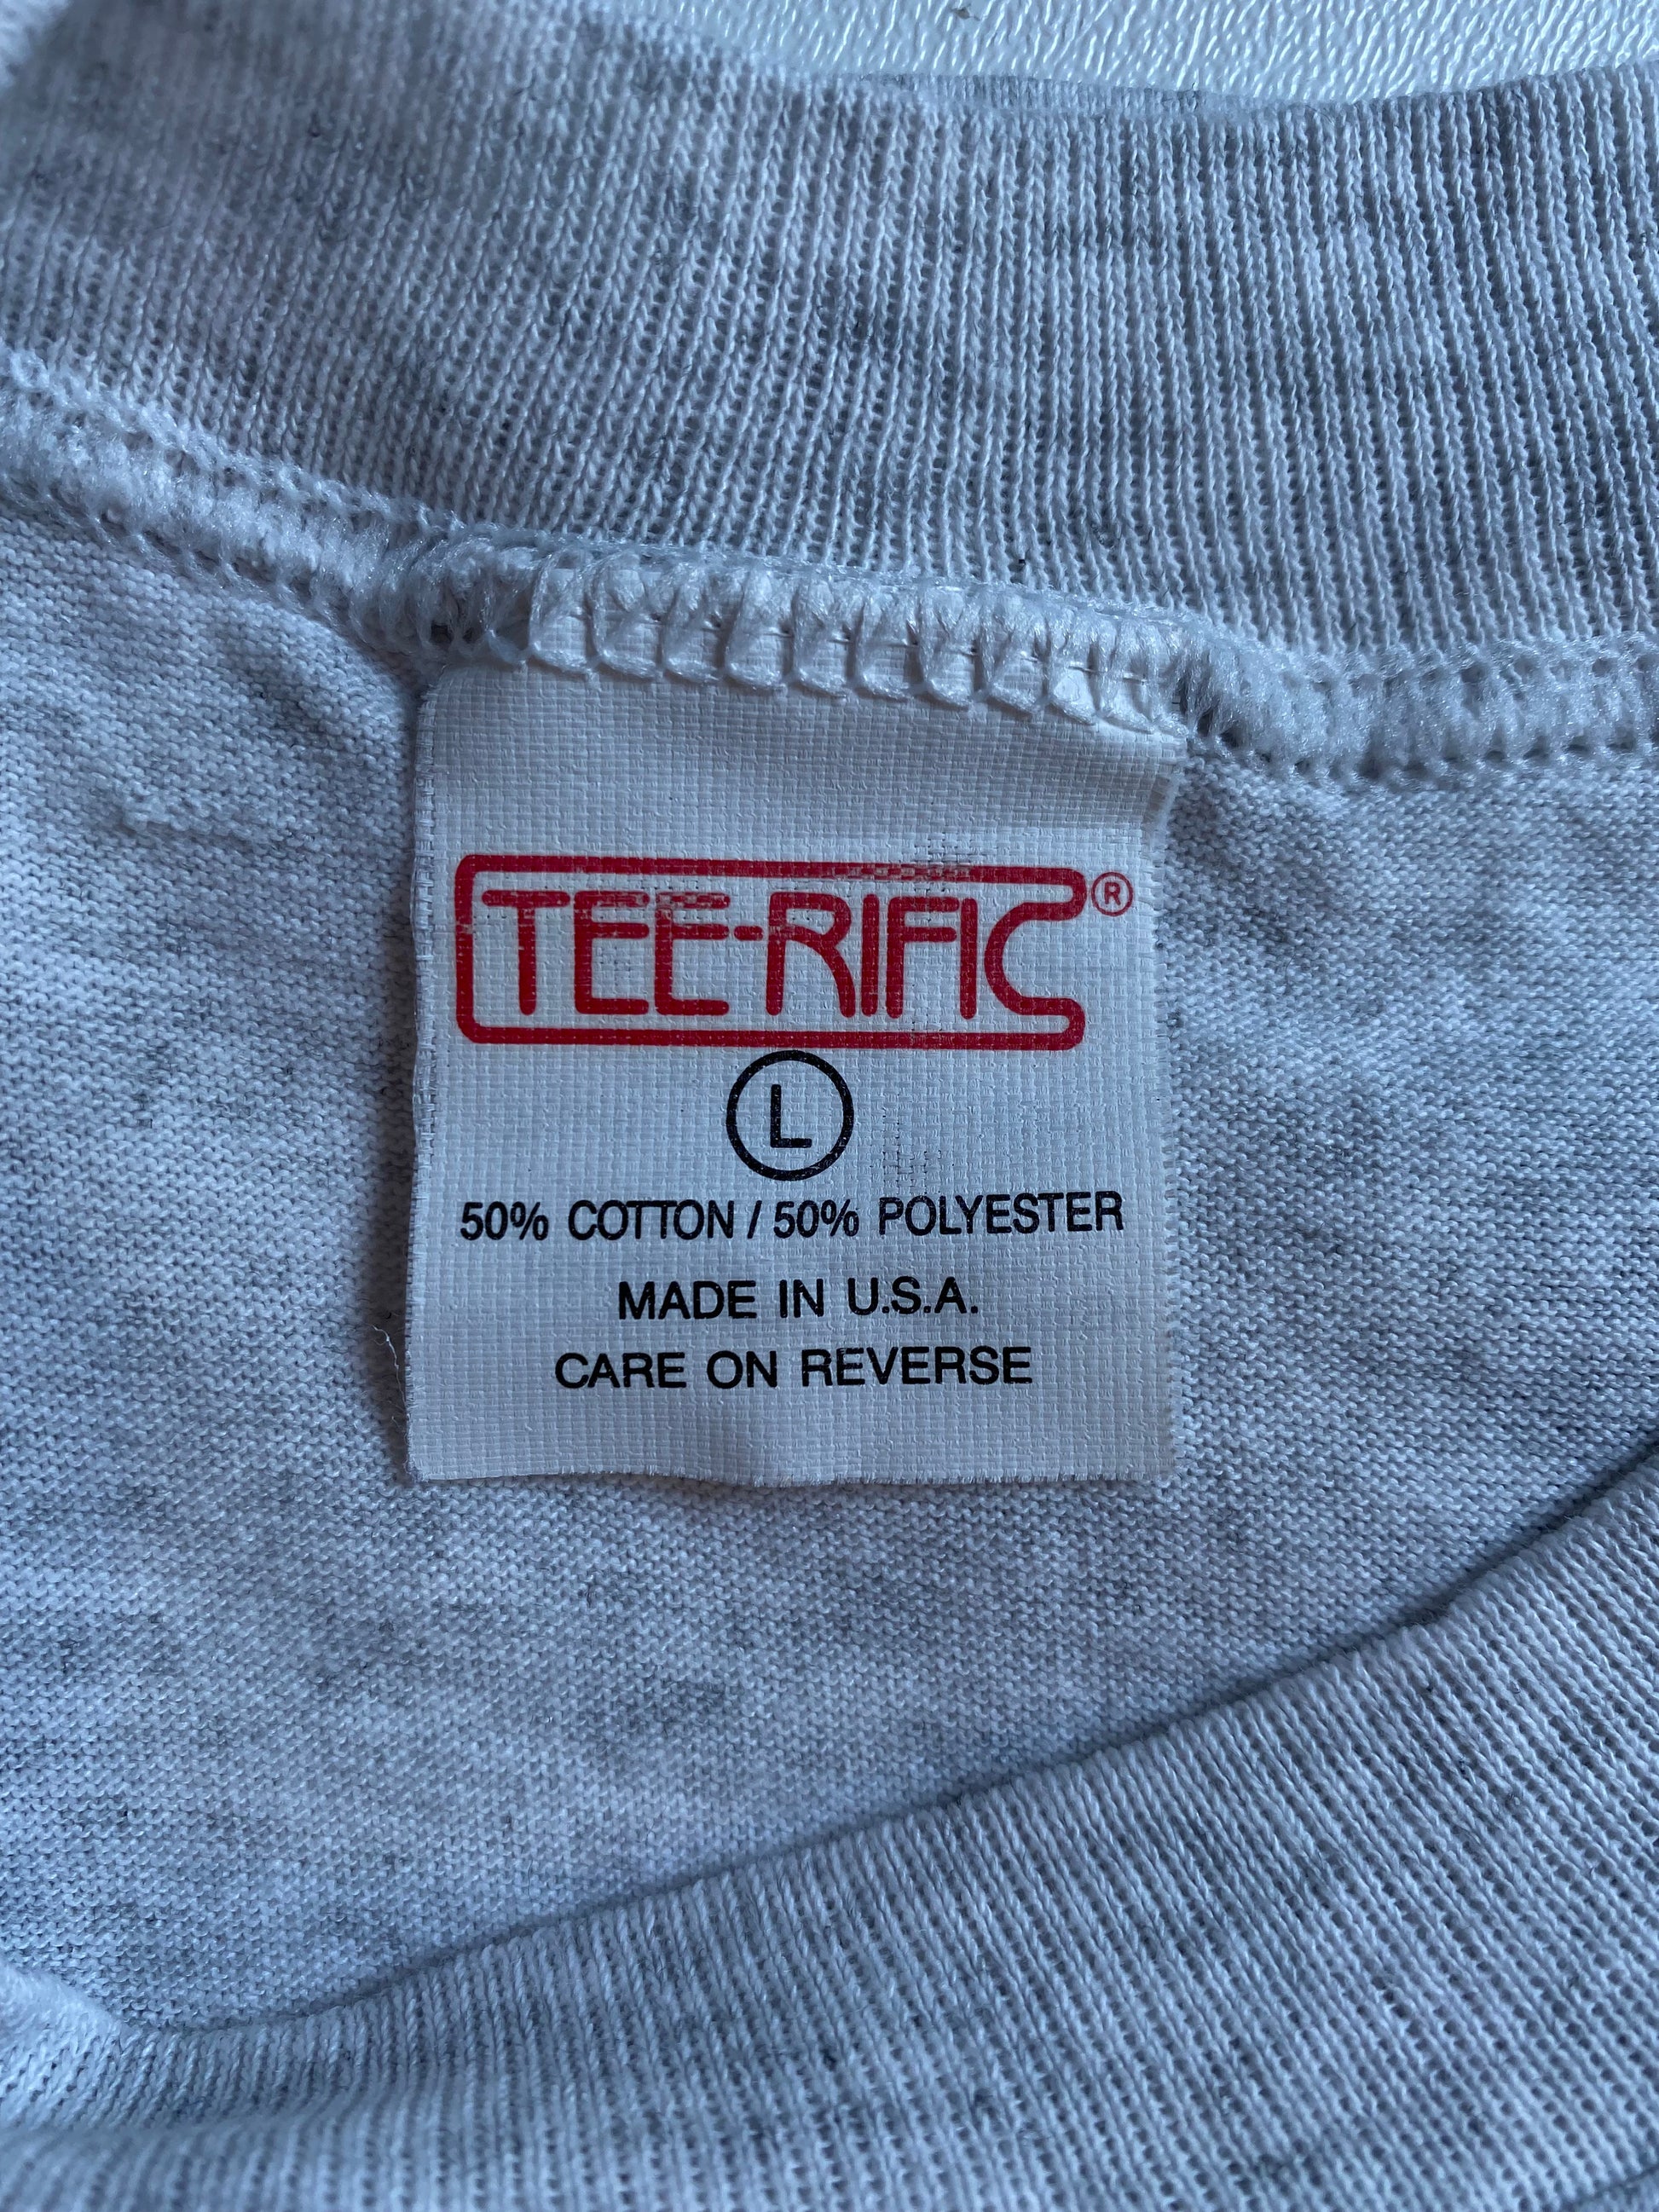 TEE-RIFIC®
L
50% COTTON / 50% POLYESTER
MADE IN U.S.A.
CARE ON REVERSE